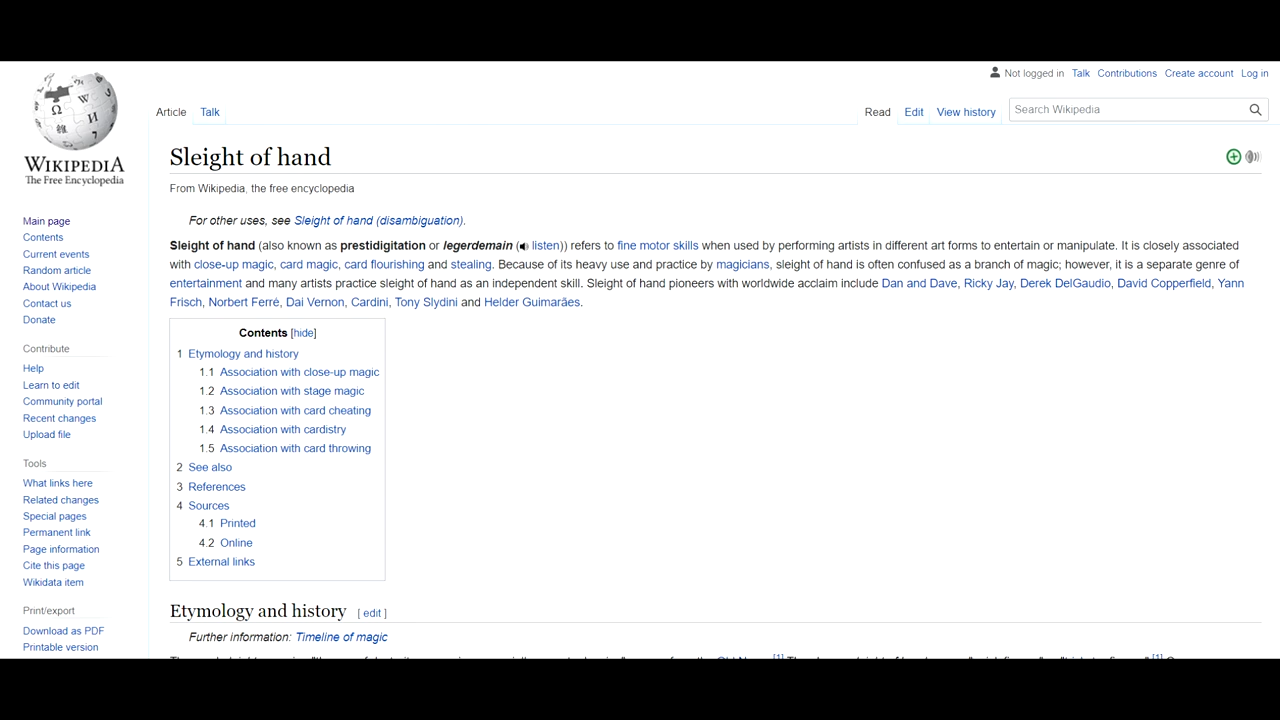 Not logged in Talk Contributions Create account Log in
Article Talk Read Edit View history Search Wikipedia
WIKIPEDIA
The Free Encyclopedia
Main page
Contents
Current events
Random article
About Wikipedia
Contact us
Donate
Contribute
Help
Learn to edit
Community portal
Recent changes
Upload file
Tools
What links here
Related changes
Special pages
Permanent link
Page information
Cite this page
Wikidata item
Print/export
Download as PDF
Printable version
Sleight of hand
From Wikipedia, the free encyclopedia
For other uses, see Sleight of hand (disambiguation).
Sleight of hand (also known as prestidigitation or legerdemain ( listen)) refers to fine motor skills when used by performing artists in different art forms to entertain or manipulate. It is closely associated
with close-up magic, card magic, card flourishing and stealing. Because of its heavy use and practice by magicians, sleight of hand is often confused as a branch of magic; however, it is a separate genre of
entertainment and many artists practice sleight of hand as an independent skill. Sleight of hand pioneers with worldwide acclaim include Dan and Dave, Ricky Jay, Derek DelGaudio, David Copperfield, Yann
Frisch, Norbert Ferré, Dai Vernon, Cardini, Tony Slydini and Helder Guimarães.
Contents [hide]
1 Etymology and history
1.1 Association with close-up magic
1.2 Association with stage magic
1.3 Association with card cheating
1.4 Association with cardistry
1.5 Association with card throwing
2 See also
3 References
4 Sources
4.1 Printed
4.2 Online
5 External links
Etymology and history [ edit ]
Further information: Timeline of magic